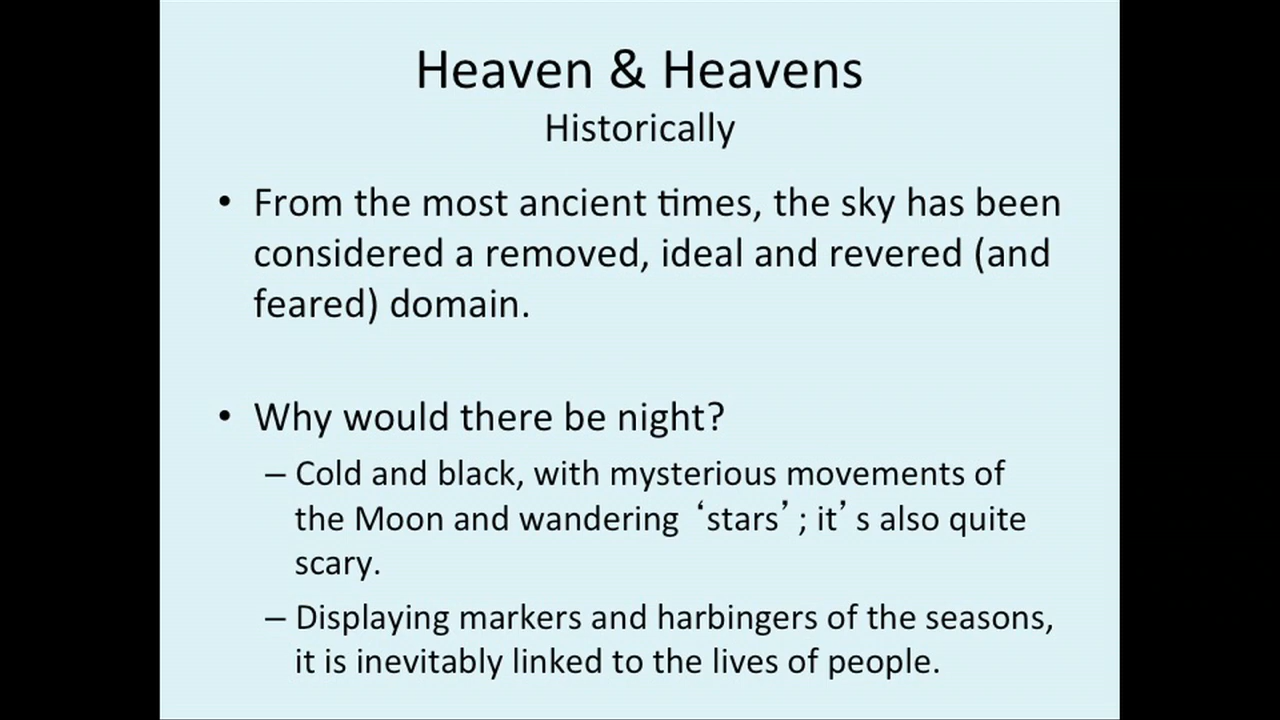 Heaven & Heavens
Historically
• From the most ancient times, the sky has been
considered a removed, ideal and revered (and
feared) domain.
• Why would there be night?
– Cold and black, with mysterious movements of
the Moon and wandering ‘stars’; it’s also quite
scary.
– Displaying markers and harbingers of the seasons,
it is inevitably linked to the lives of people.